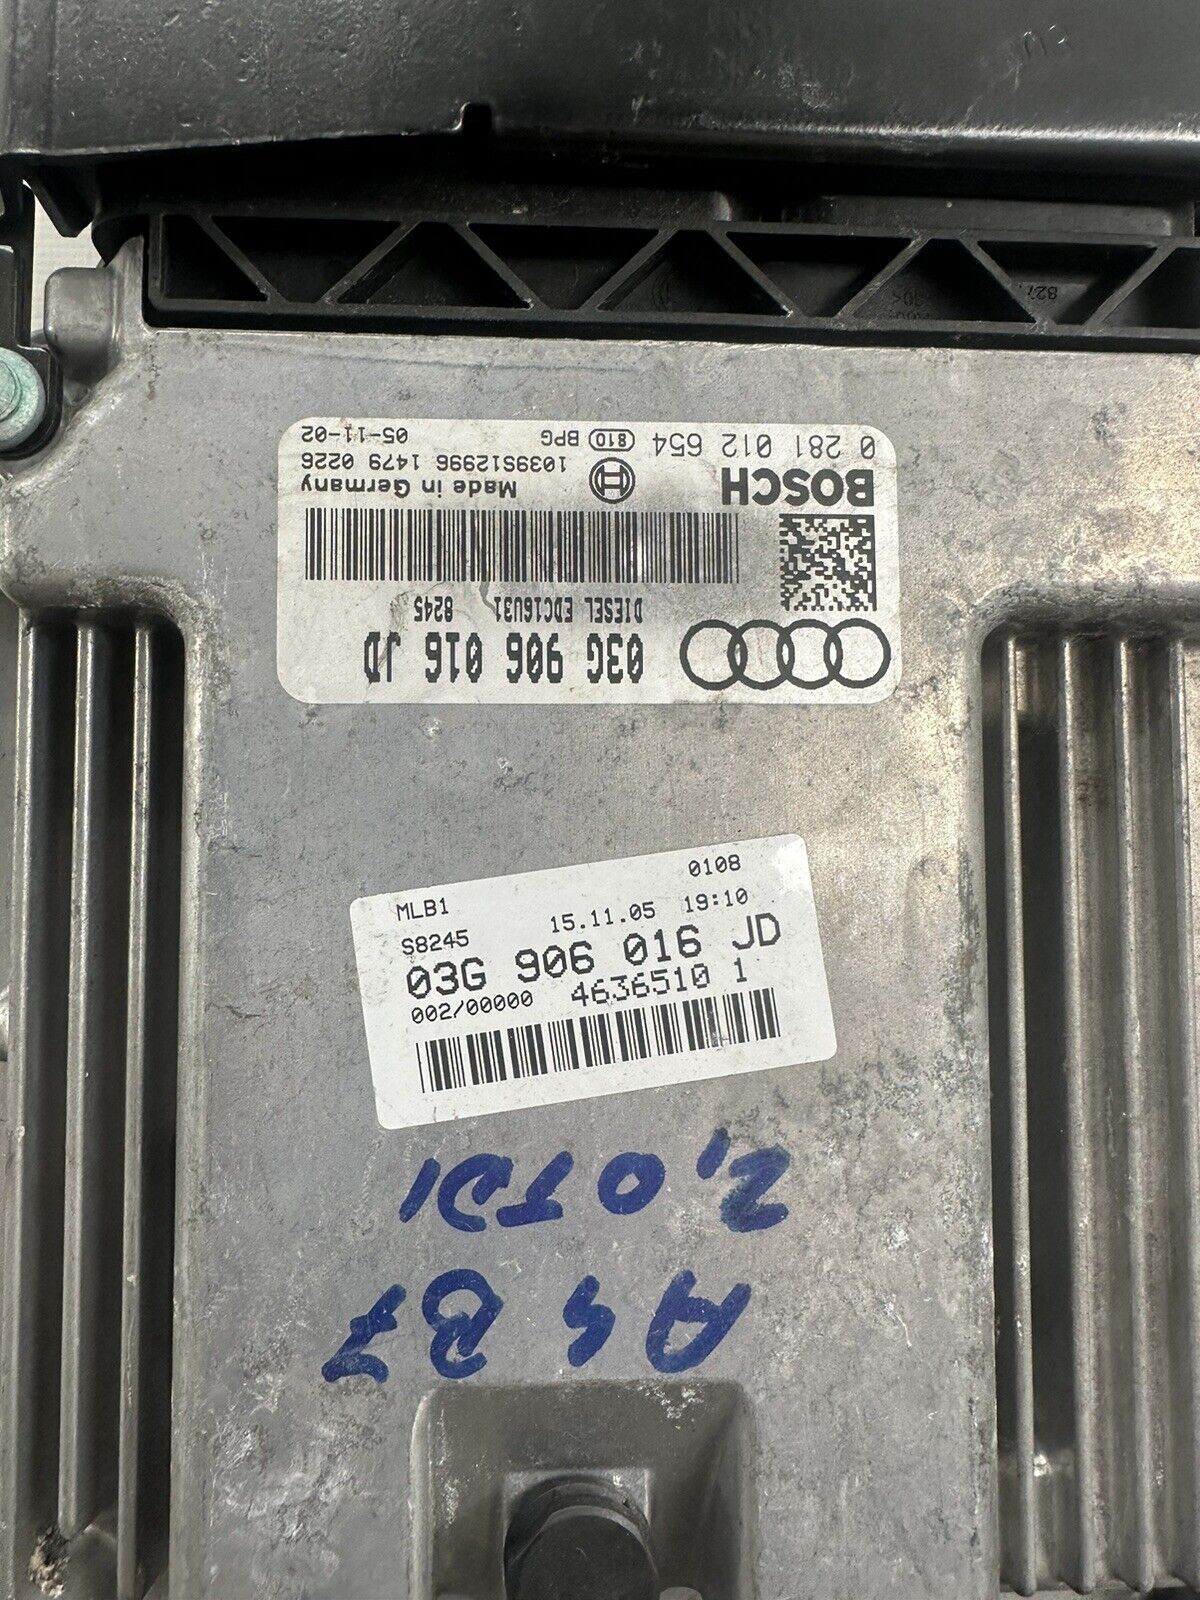 0 281 012 654 810 BPG 05-11-02
1039S12996 1479 0226
BOSCH Made in Germany
DIESEL EDC16U31 8245
03G 906 016 JD
0108
MLB1
15.11.05 19:10
S8245
03G 906 016 JD
002/00000 4636510 1
2,0TDI
A4 B7